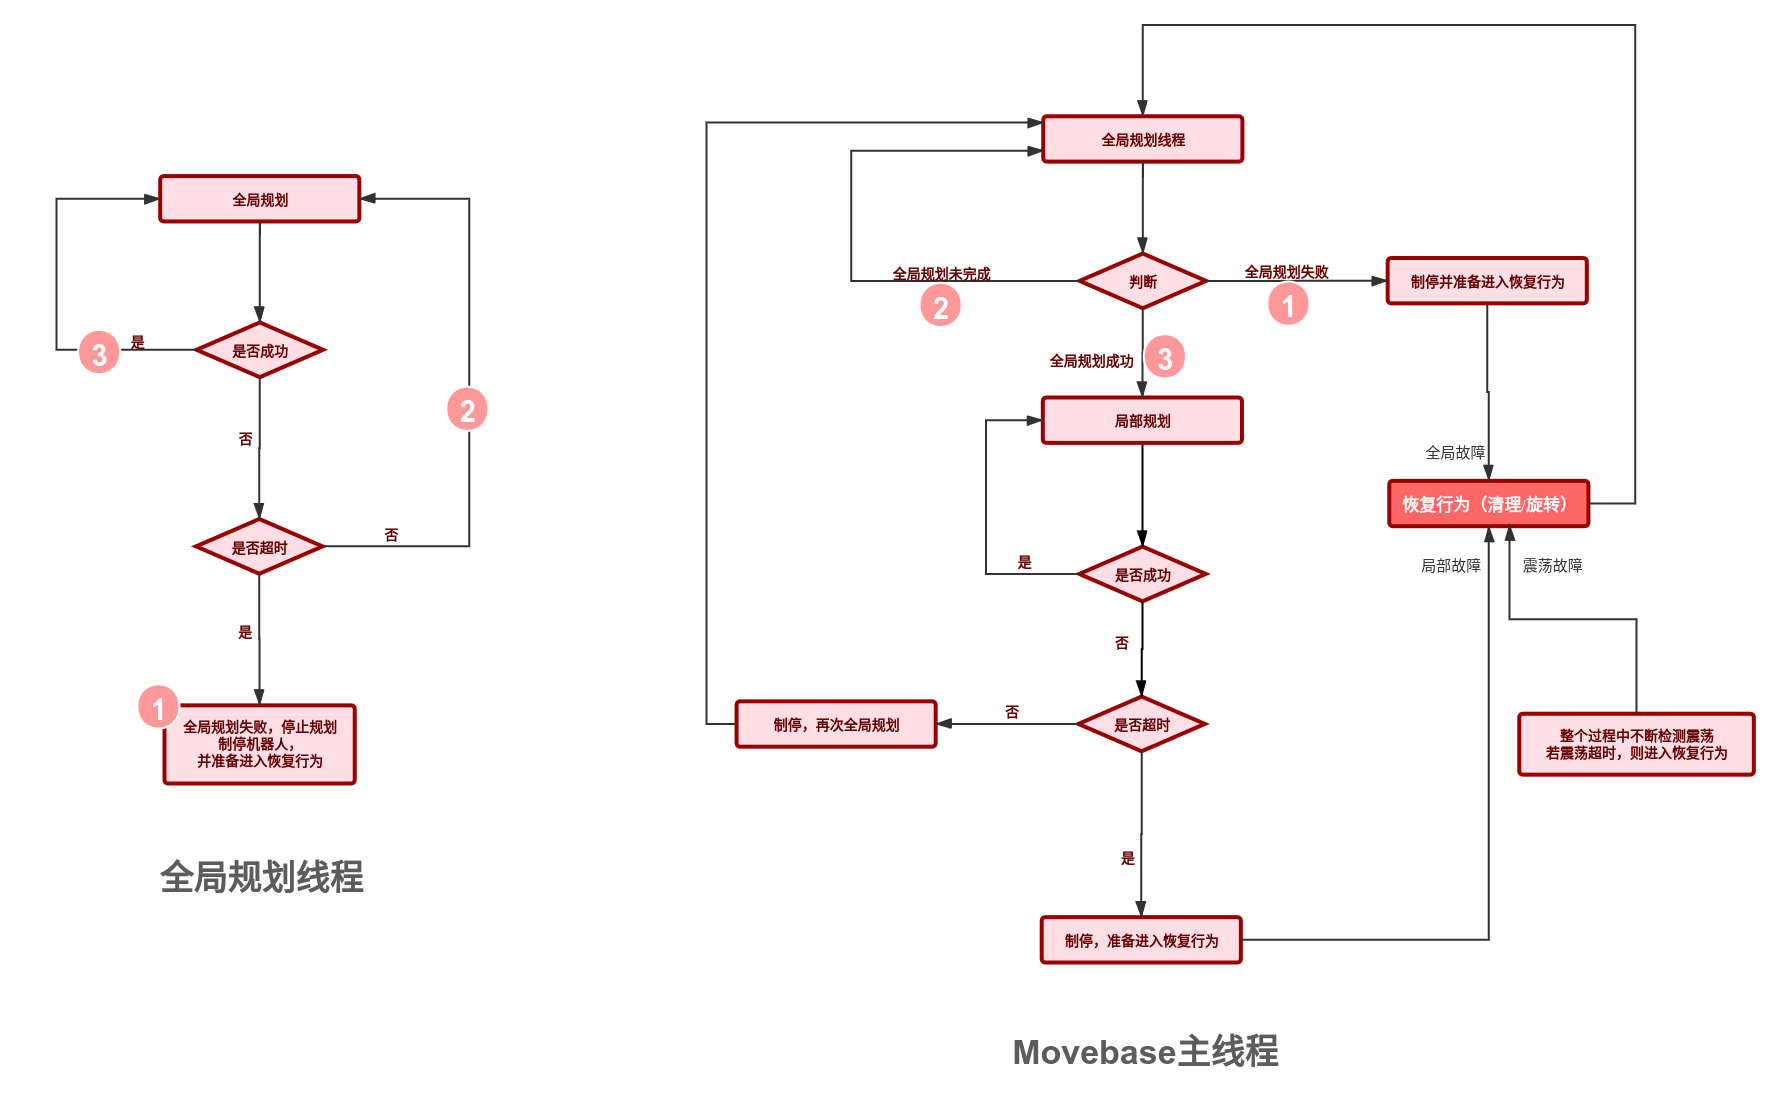 全局规划
是否成功
是
3
否
2
是否超时
否
是
1
全局规划失败，停止规划
制停机器人，
并准备进入恢复行为
全局规划线程
全局规划线程
判断
全局规划未完成
2
全局规划失败
1
制停并准备进入恢复行为
全局规划成功
3
局部规划
全局故障
恢复行为（清理/旋转）
局部故障
震荡故障
是
是否成功
否
制停，再次全局规划
否
是否超时
整个过程中不断检测震荡
若震荡超时，则进入恢复行为
是
制停，准备进入恢复行为
Movebase主线程